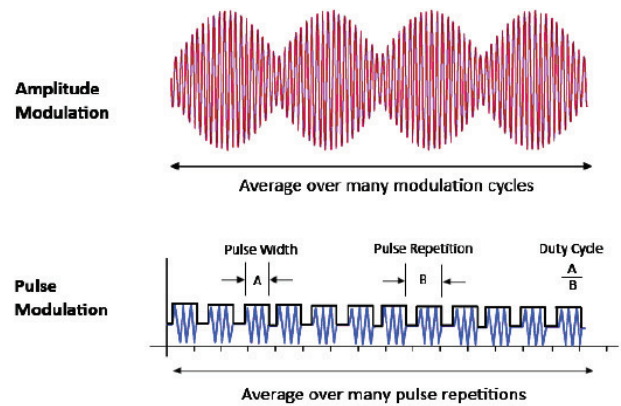 Amplitude
Modulation
Average over many modulation cycles
Pulse Width
Pulse Repetition
Duty Cycle
A
B
A
B
Pulse
Modulation
Average over many pulse repetitions